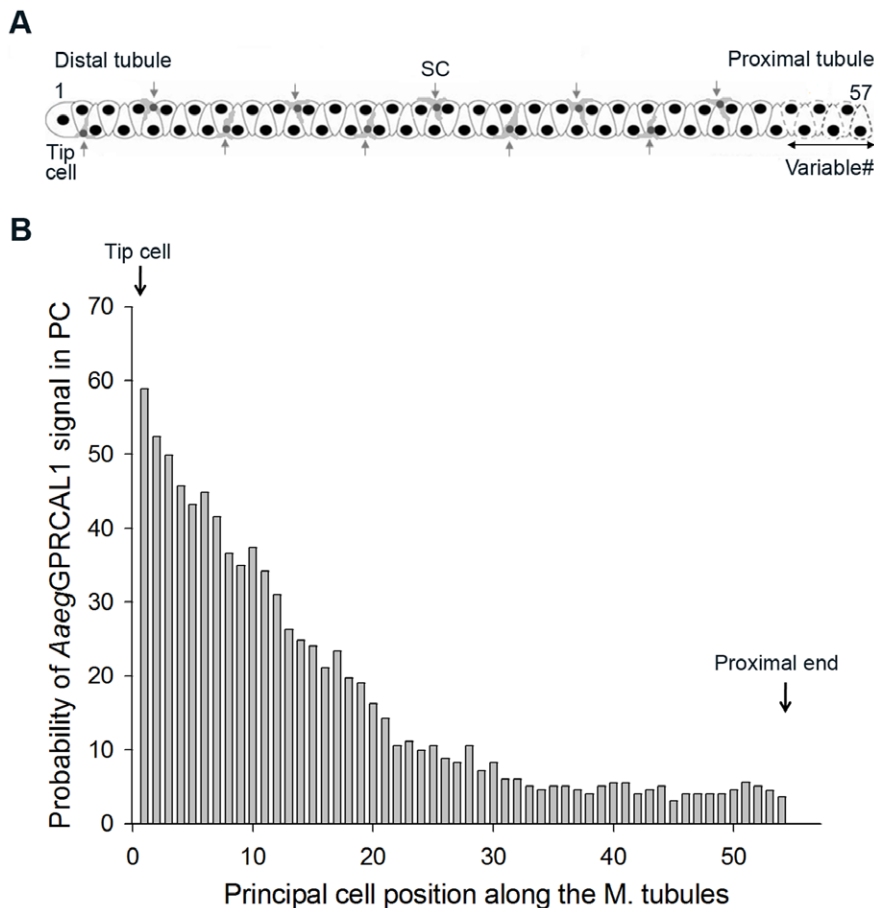 A
Distal tubule
SC
Proximal tubule
1
57
Tip
cell
Variable#
B
Tip cell
Probability of AaegGPRCAL1 signal in PC
70
60
50
40
30
20
10
0
Proximal end
0 10 20 30 40 50
Principal cell position along the M. tubules